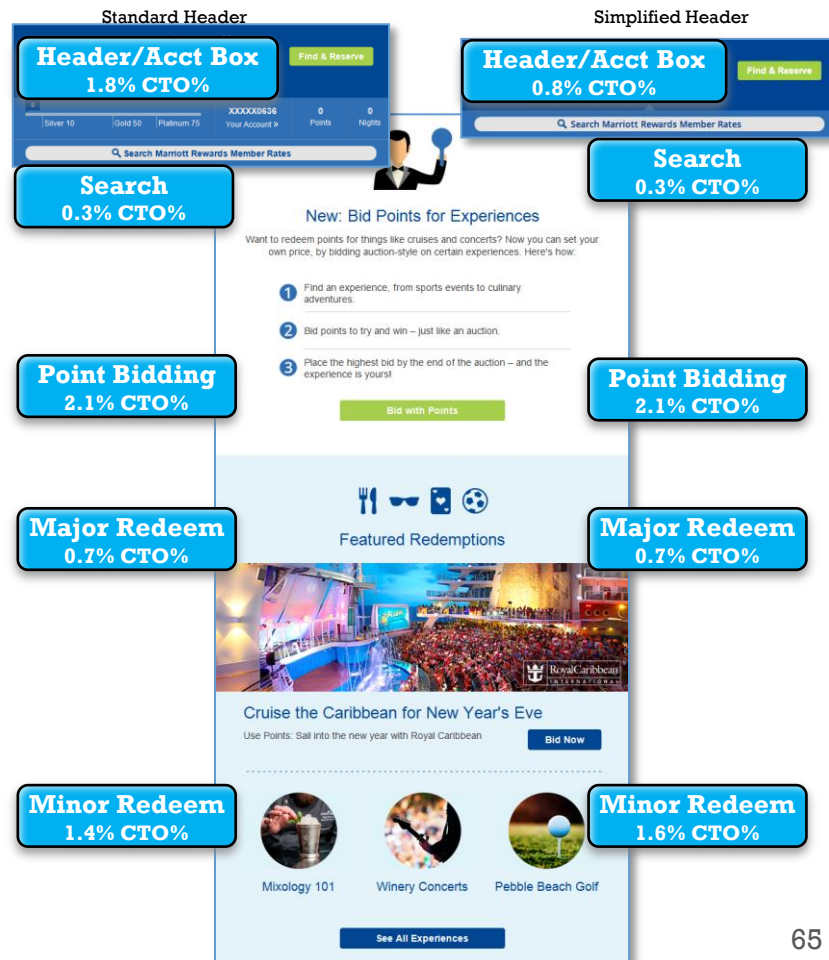 Standard Header
Simplified Header
Header/Acct Box
1.8% CTO%
Find & Reserve
Header/Acct Box
0.8% CTO%
Find & Reserve
0
Silver 10
Gold 50
Platinum 75
XXXXX0636
Your Account »
0
Points
0
Nights
Search Marriott Rewards Member Rates
Search Marriott Rewards Member Rates
Search
0.3% CTO%
Search
0.3% CTO%
New: Bid Points for Experiences
Want to redeem points for things like cruises and concerts? Now you can set your
own price, by bidding auction-style on certain experiences. Here's how:
1 Find an experience, from sports events to culinary
adventures.
2 Bid points to try and win – just like an auction.
3 Place the highest bid by the end of the auction – and the
experience is yours!
Point Bidding
2.1% CTO%
Point Bidding
2.1% CTO%
Bid with Points
Major Redeem
0.7% CTO%
Major Redeem
0.7% CTO%
Featured Redemptions
RoyalCaribbean
INTERNATIONAL
Cruise the Caribbean for New Year's Eve
Use Points: Sail into the new year with Royal Caribbean
Bid Now
Minor Redeem
1.4% CTO%
Minor Redeem
1.6% CTO%
Mixology 101
Winery Concerts
Pebble Beach Golf
See All Experiences
65